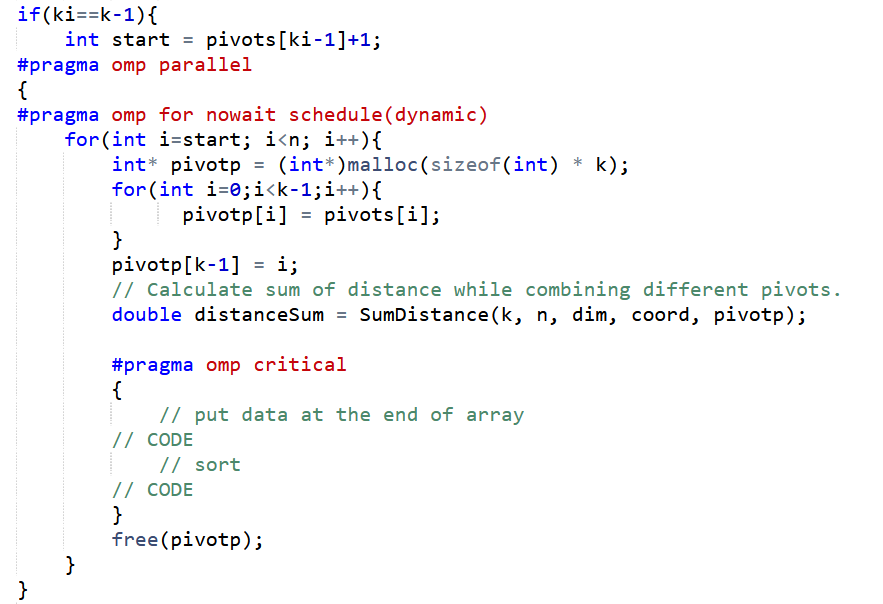 if(ki==k-1){
    int start = pivots[ki-1]+1;
#pragma omp parallel
{
#pragma omp for nowait schedule(dynamic)
    for(int i=start; i<n; i++){
        int* pivotp = (int*)malloc(sizeof(int) * k);
        for(int i=0;i<k-1;i++){
              pivotp[i] = pivots[i];
        }
        pivotp[k-1] = i;
        // Calculate sum of distance while combining different pivots.
        double distanceSum = SumDistance(k, n, dim, coord, pivotp);

        #pragma omp critical
        {
            // put data at the end of array
        // CODE
            // sort
        // CODE
        }
        free(pivotp);
    }
}